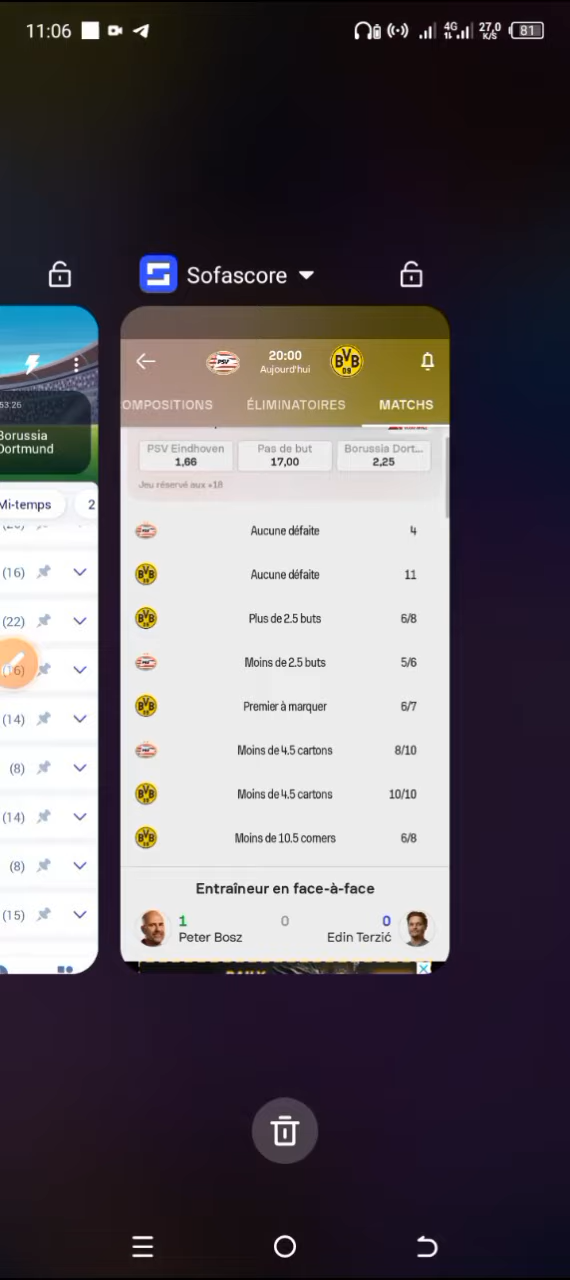 11:06
4G
27,0
K/S
81
Sofascore
53:26
Borussia
Dortmund
Mi-temps
2
(16)
(22)
(16)
(14)
(8)
(14)
(8)
(15)
20:00
Aujourd'hui
OMPOSITIONS
ÉLIMINATOIRES
MATCHS
PSV Eindhoven
1,66
Pas de but
17,00
Borussia Dort...
2,25
Jeu réservé aux +18
Aucune défaite
4
Aucune défaite
11
Plus de 2.5 buts
6/8
Moins de 2.5 buts
5/6
Premier à marquer
6/7
Moins de 4.5 cartons
8/10
Moins de 4.5 cartons
10/10
Moins de 10.5 corners
6/8
Entraîneur en face-à-face
1
0
0
Peter Bosz
Edin Terzić